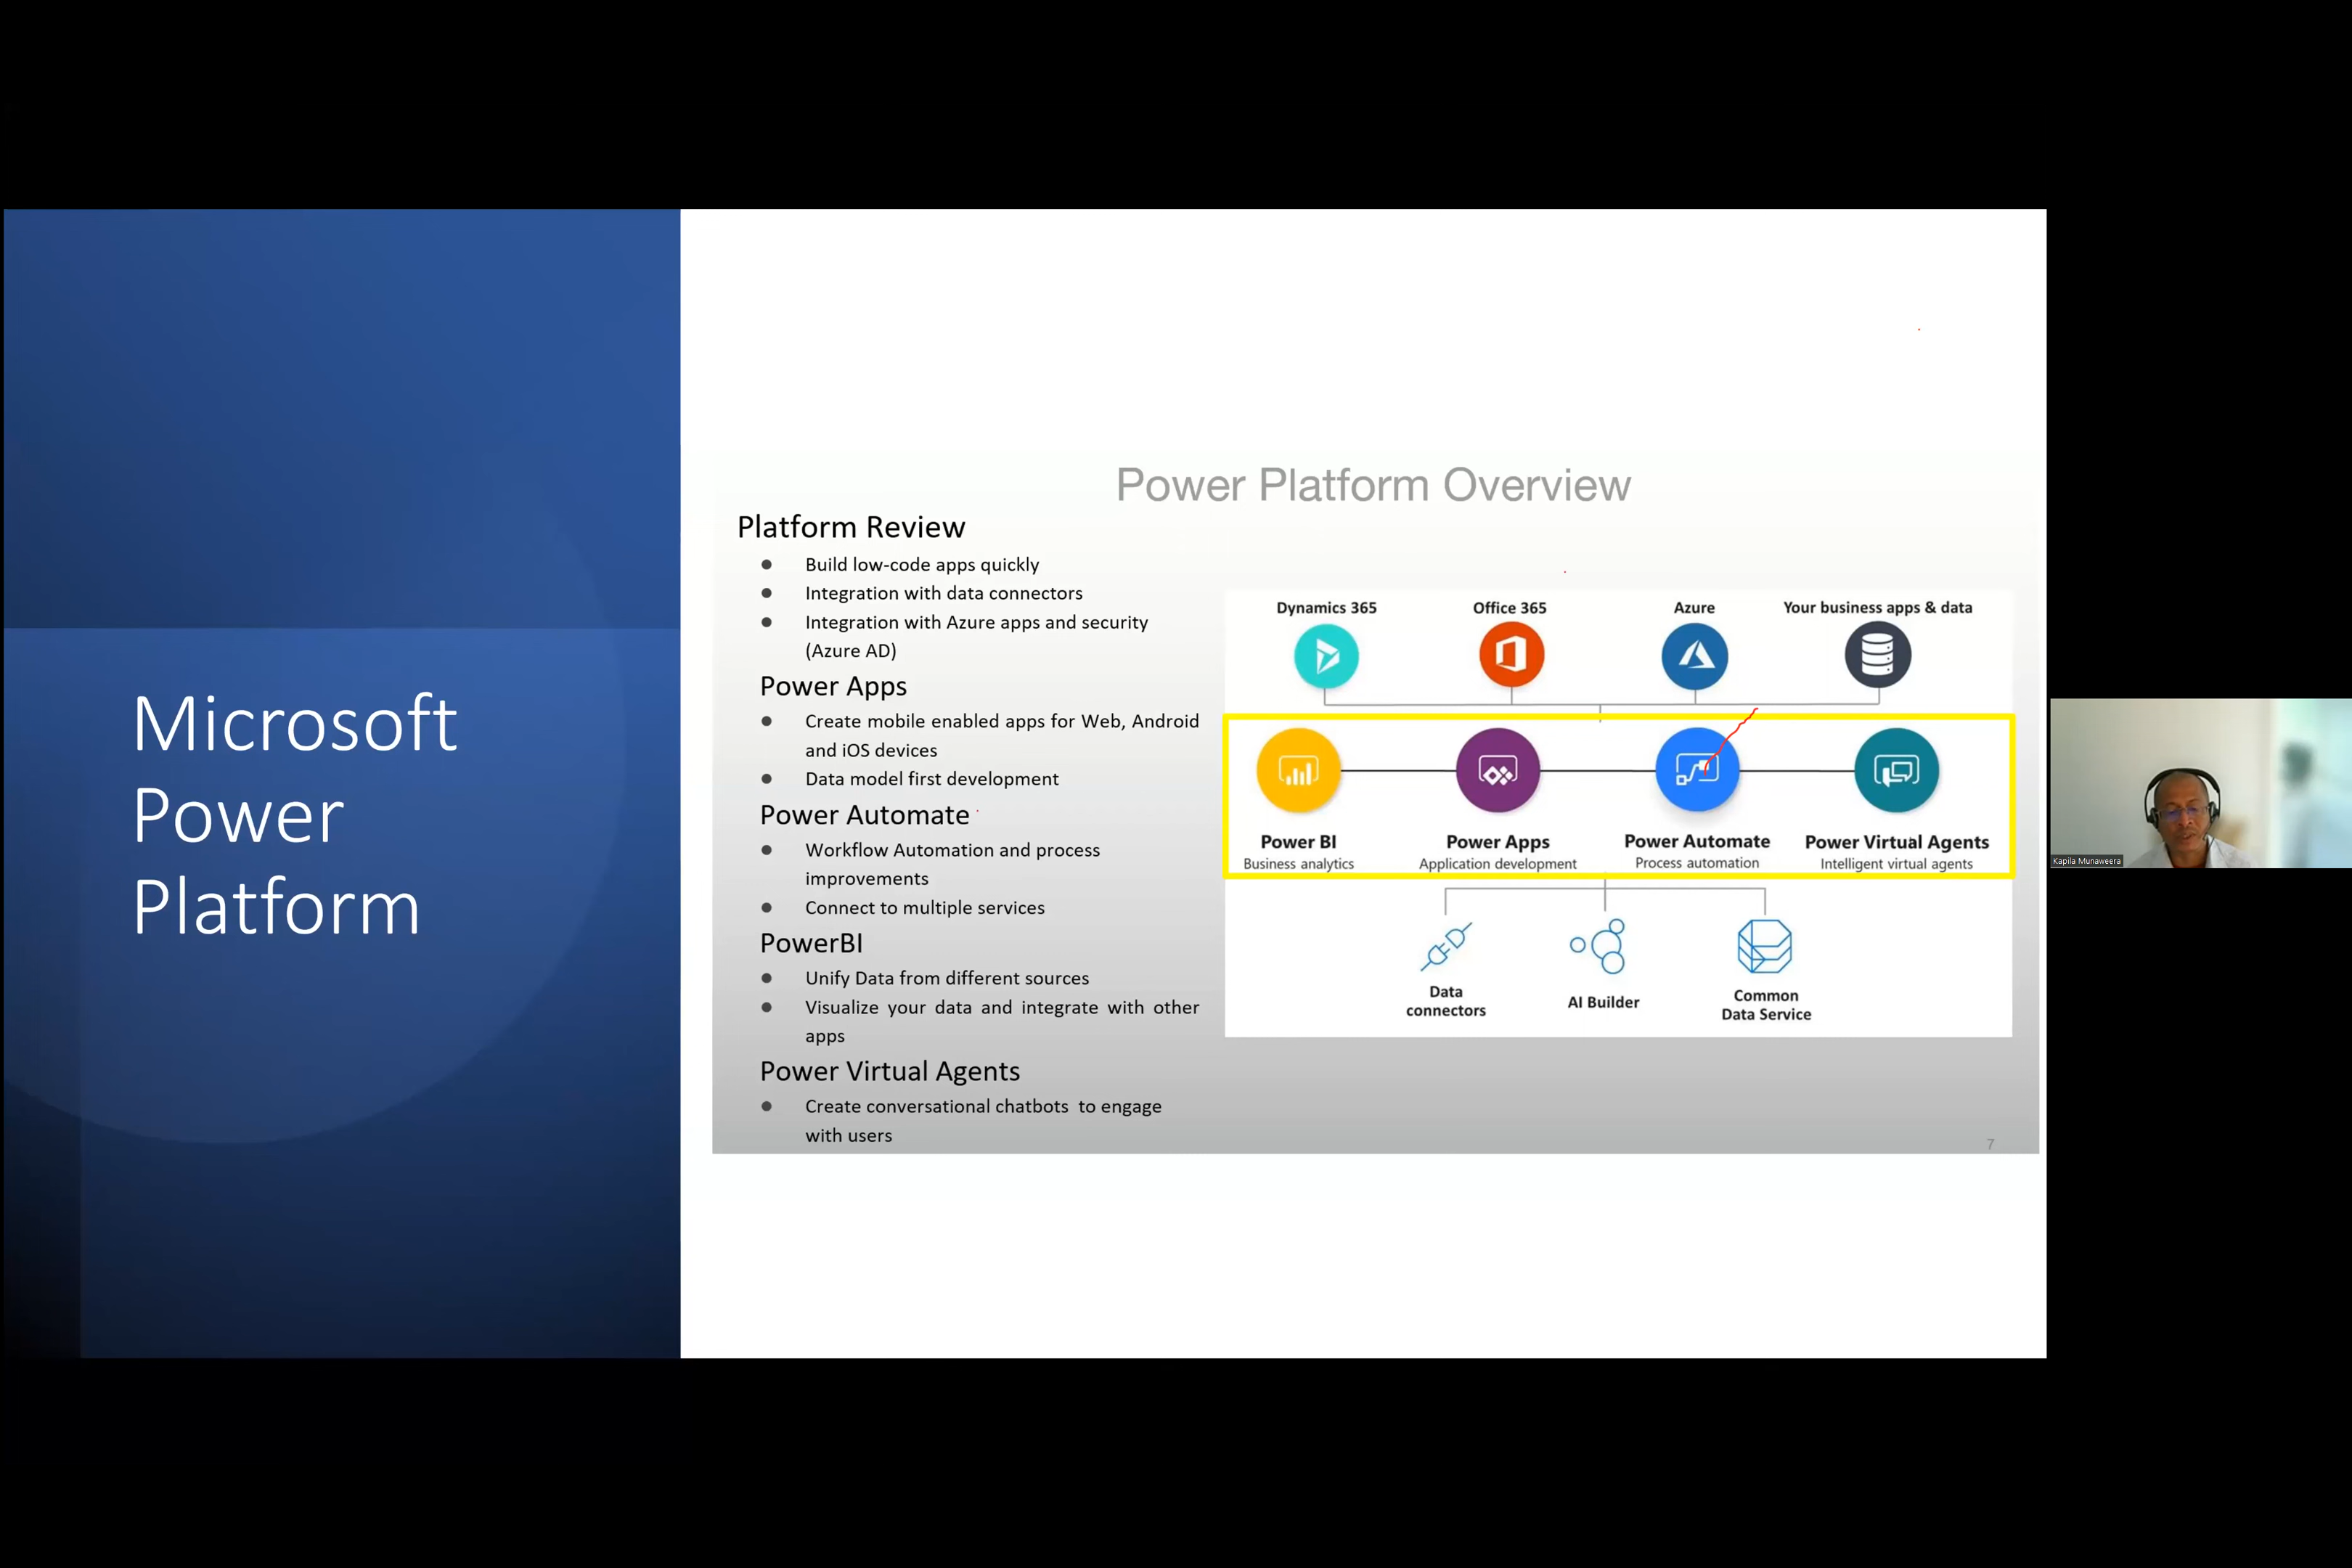 Microsoft
Power
Platform
Power Platform Overview
Platform Review
● Build low-code apps quickly
● Integration with data connectors
● Integration with Azure apps and security
(Azure AD)
Power Apps
● Create mobile enabled apps for Web, Android
and iOS devices
● Data model first development
Power Automate
● Workflow Automation and process
improvements
● Connect to multiple services
PowerBI
● Unify Data from different sources
● Visualize your data and integrate with other
apps
Power Virtual Agents
● Create conversational chatbots to engage
with users
Dynamics 365 Office 365 Azure Your business apps & data
Power BI Power Apps Power Automate Power Virtual Agents
Business analytics Application development Process automation Intelligent virtual agents
Data
connectors
AI Builder
Common
Data Service
7
Kapila Munaweera